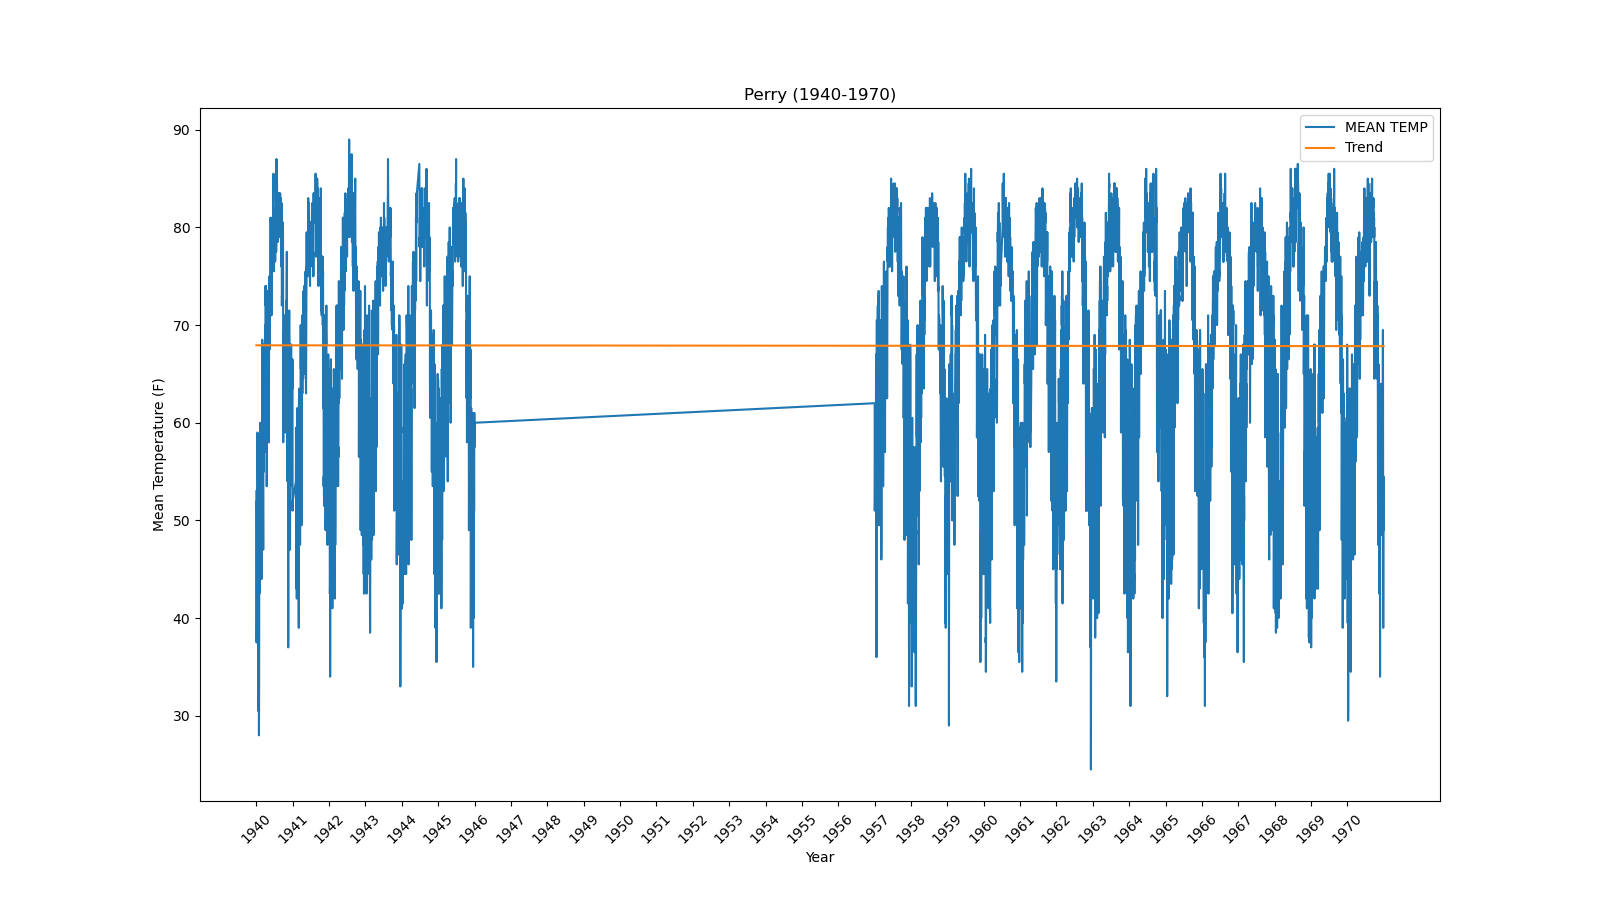 Perry (1940-1970)
MEAN TEMP
Trend
Mean Temperature (F)
90
80
70
60
50
40
30
1940 1941 1942 1943 1944 1945 1946 1947 1948 1949 1950 1951 1952 1953 1954 1955 1956 1957 1958 1959 1960 1961 1962 1963 1964 1965 1966 1967 1968 1969 1970
Year